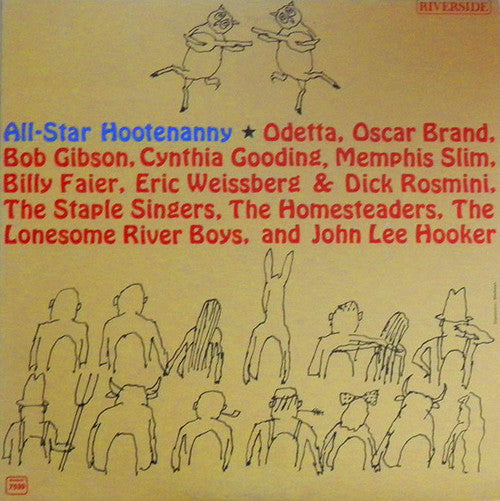 RIVERSIDE
All-Star Hootenanny ★ Odetta, Oscar Brand,
Bob Gibson, Cynthia Gooding, Memphis Slim,
Billy Faier, Eric Weissberg & Dick Rosmini,
The Staple Singers, The Homesteaders, The
Lonesome River Boys, and John Lee Hooker